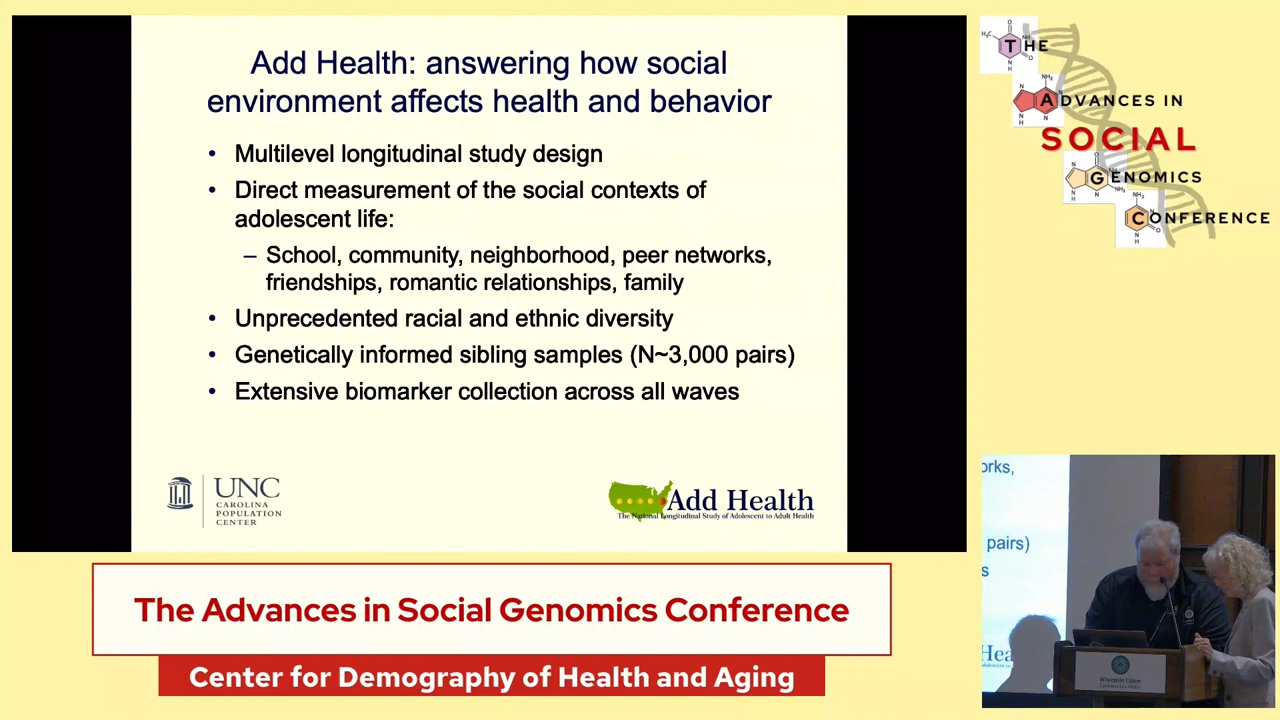 Add Health: answering how social
environment affects health and behavior
• Multilevel longitudinal study design
• Direct measurement of the social contexts of
adolescent life:
– School, community, neighborhood, peer networks,
friendships, romantic relationships, family
• Unprecedented racial and ethnic diversity
• Genetically informed sibling samples (N~3,000 pairs)
• Extensive biomarker collection across all waves
UNC
CAROLINA
POPULATION
CENTER
Add Health
The National Longitudinal Study of Adolescent to Adult Health
The Advances in Social Genomics Conference
Center for Demography of Health and Aging
THE
ADVANCES IN
SOCIAL
GENOMICS
CONFERENCE
orks,
pairs)
s
Hea
Wisconsin Union